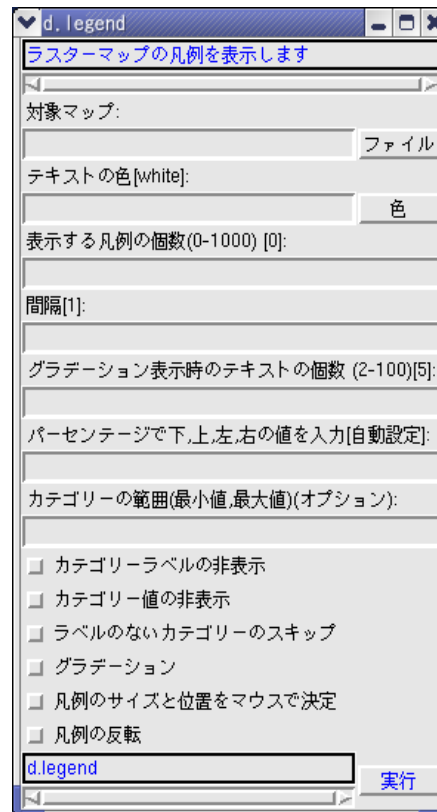 d.legend
ラスターマップの凡例を表示します
対象マップ:
ファイル
テキストの色[white]:
色
表示する凡例の個数(0-1000) [0]:
間隔[1]:
グラデーション表示時のテキストの個数 (2-100)[5]:
パーセンテージで下,上,左,右の値を入力[自動設定]:
カテゴリーの範囲(最小値,最大値)(オプション):
カテゴリーラベルの非表示
カテゴリー値の非表示
ラベルのないカテゴリーのスキップ
グラデーション
凡例のサイズと位置をマウスで決定
凡例の反転
d.legend
実行